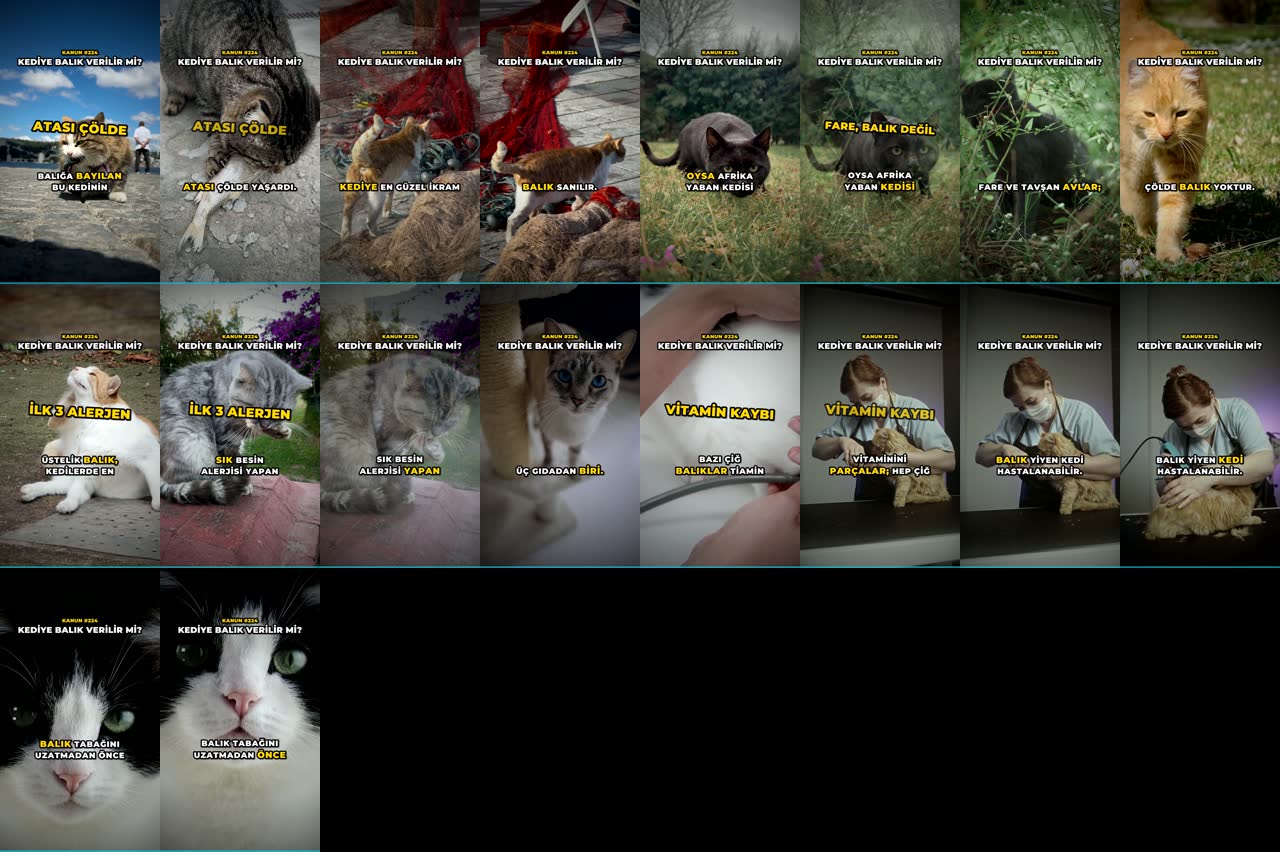 KANUN #224
KEDİYE BALIK VERİLİR Mİ?
ATASI ÇÖLDE
BALIĞA BAYILAN
BU KEDİNİN
KANUN #224
KEDİYE BALIK VERİLİR Mİ?
ATASI ÇÖLDE
ATASI ÇÖLDE YAŞARDI.
KANUN #224
KEDİYE BALIK VERİLİR Mİ?
KEDİYE EN GÜZEL İKRAM
KANUN #224
KEDİYE BALIK VERİLİR Mİ?
BALIK SANILIR.
KANUN #224
KEDİYE BALIK VERİLİR Mİ?
OYSA AFRIKA
YABAN KEDİSİ
KANUN #224
KEDİYE BALIK VERİLİR Mİ?
FARE, BALIK DEĞİL
OYSA AFRIKA
YABAN KEDİSİ
KANUN #224
KEDİYE BALIK VERİLİR Mİ?
FARE VE TAVŞAN AVLAR;
KANUN #224
KEDİYE BALIK VERİLİR Mİ?
ÇÖLDE BALIK YOKTUR.
KANUN #224
KEDİYE BALIK VERİLİR Mİ?
İLK 3 ALERJEN
ÜSTELİK BALIK,
KEDİLERDE EN
KANUN #224
KEDİYE BALIK VERİLİR Mİ?
İLK 3 ALERJEN
SIK BESİN
ALERJİSİ YAPAN
KANUN #224
KEDİYE BALIK VERİLİR Mİ?
SIK BESİN
ALERJİSİ YAPAN
KANUN #224
KEDİYE BALIK VERİLİR Mİ?
ÜÇ GIDADAN BİRİ.
KANUN #224
KEDİYE BALIK VERİLİR Mİ?
VİTAMİN KAYBI
BAZI ÇİĞ
BALIKLAR TİAMİN
KANUN #224
KEDİYE BALIK VERİLİR Mİ?
VİTAMİN KAYBI
VİTAMİNİNİ
PARÇALAR; HEP ÇİĞ
KANUN #224
KEDİYE BALIK VERİLİR Mİ?
BALIK YİYEN KEDİ
HASTALANABİLİR.
KANUN #224
KEDİYE BALIK VERİLİR Mİ?
BALIK YİYEN KEDİ
HASTALANABİLİR.
KANUN #224
KEDİYE BALIK VERİLİR Mİ?
BALIK TABAĞINI
UZATMADAN ÖNCE
KANUN #224
KEDİYE BALIK VERİLİR Mİ?
BALIK TABAĞINI
UZATMADAN ÖNCE